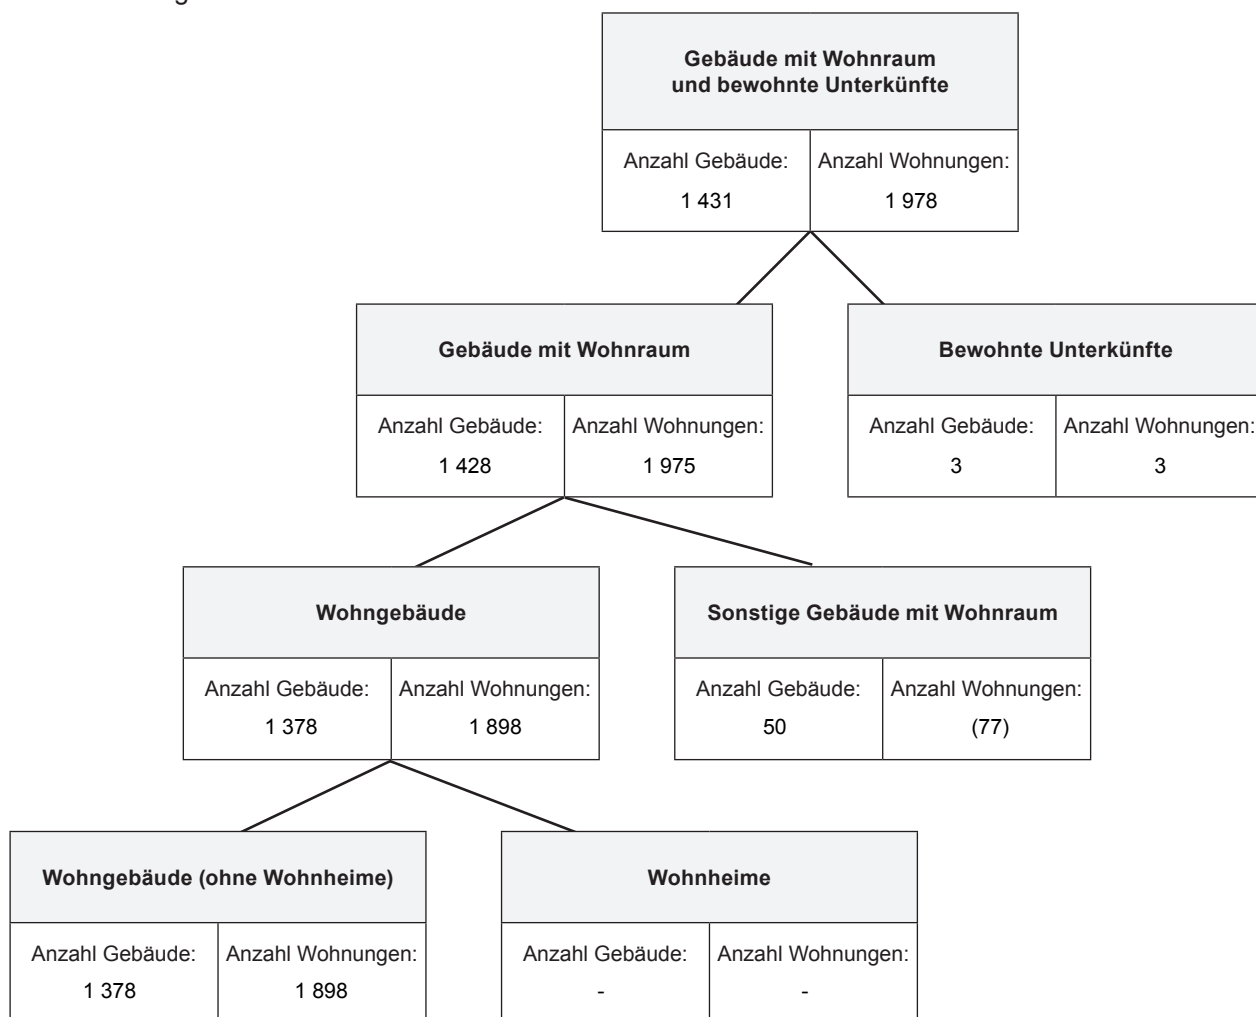 Gebäude mit Wohnraum
und bewohnte Unterkünfte
Anzahl Gebäude: Anzahl Wohnungen:
1 431 1 978
Gebäude mit Wohnraum Bewohnte Unterkünfte
Anzahl Gebäude: Anzahl Wohnungen: Anzahl Gebäude: Anzahl Wohnungen:
1 428 1 975 3 3
Wohngebäude Sonstige Gebäude mit Wohnraum
Anzahl Gebäude: Anzahl Wohnungen: Anzahl Gebäude: Anzahl Wohnungen:
1 378 1 898 50 (77)
Wohngebäude (ohne Wohnheime) Wohnheime
Anzahl Gebäude: Anzahl Wohnungen: Anzahl Gebäude: Anzahl Wohnungen:
1 378 1 898 - -